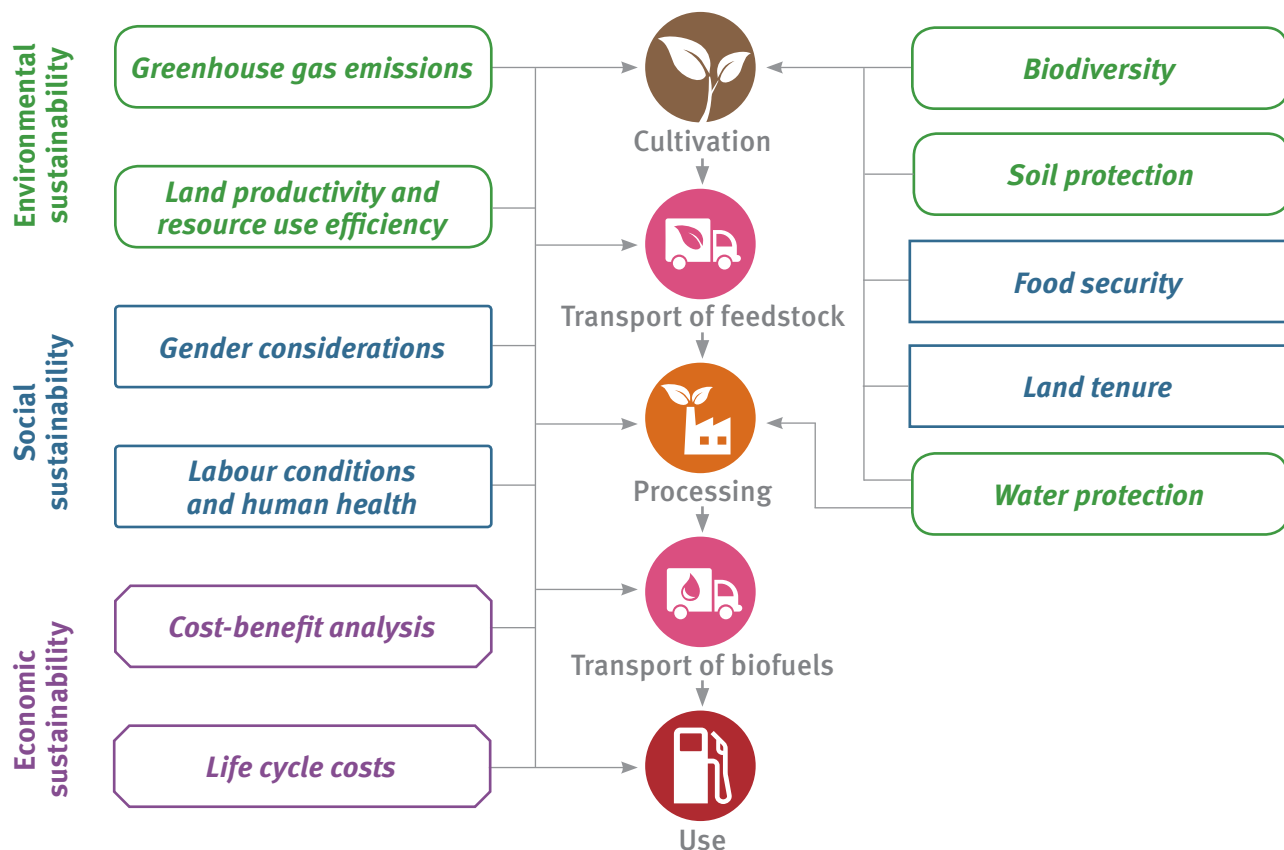 Environmental
sustainability
Greenhouse gas emissions
Land productivity and
resource use efficiency
Social
sustainability
Gender considerations
Labour conditions
and human health
Economic
sustainability
Cost-benefit analysis
Life cycle costs
Cultivation
Transport of feedstock
Processing
Transport of biofuels
Use
Biodiversity
Soil protection
Food security
Land tenure
Water protection